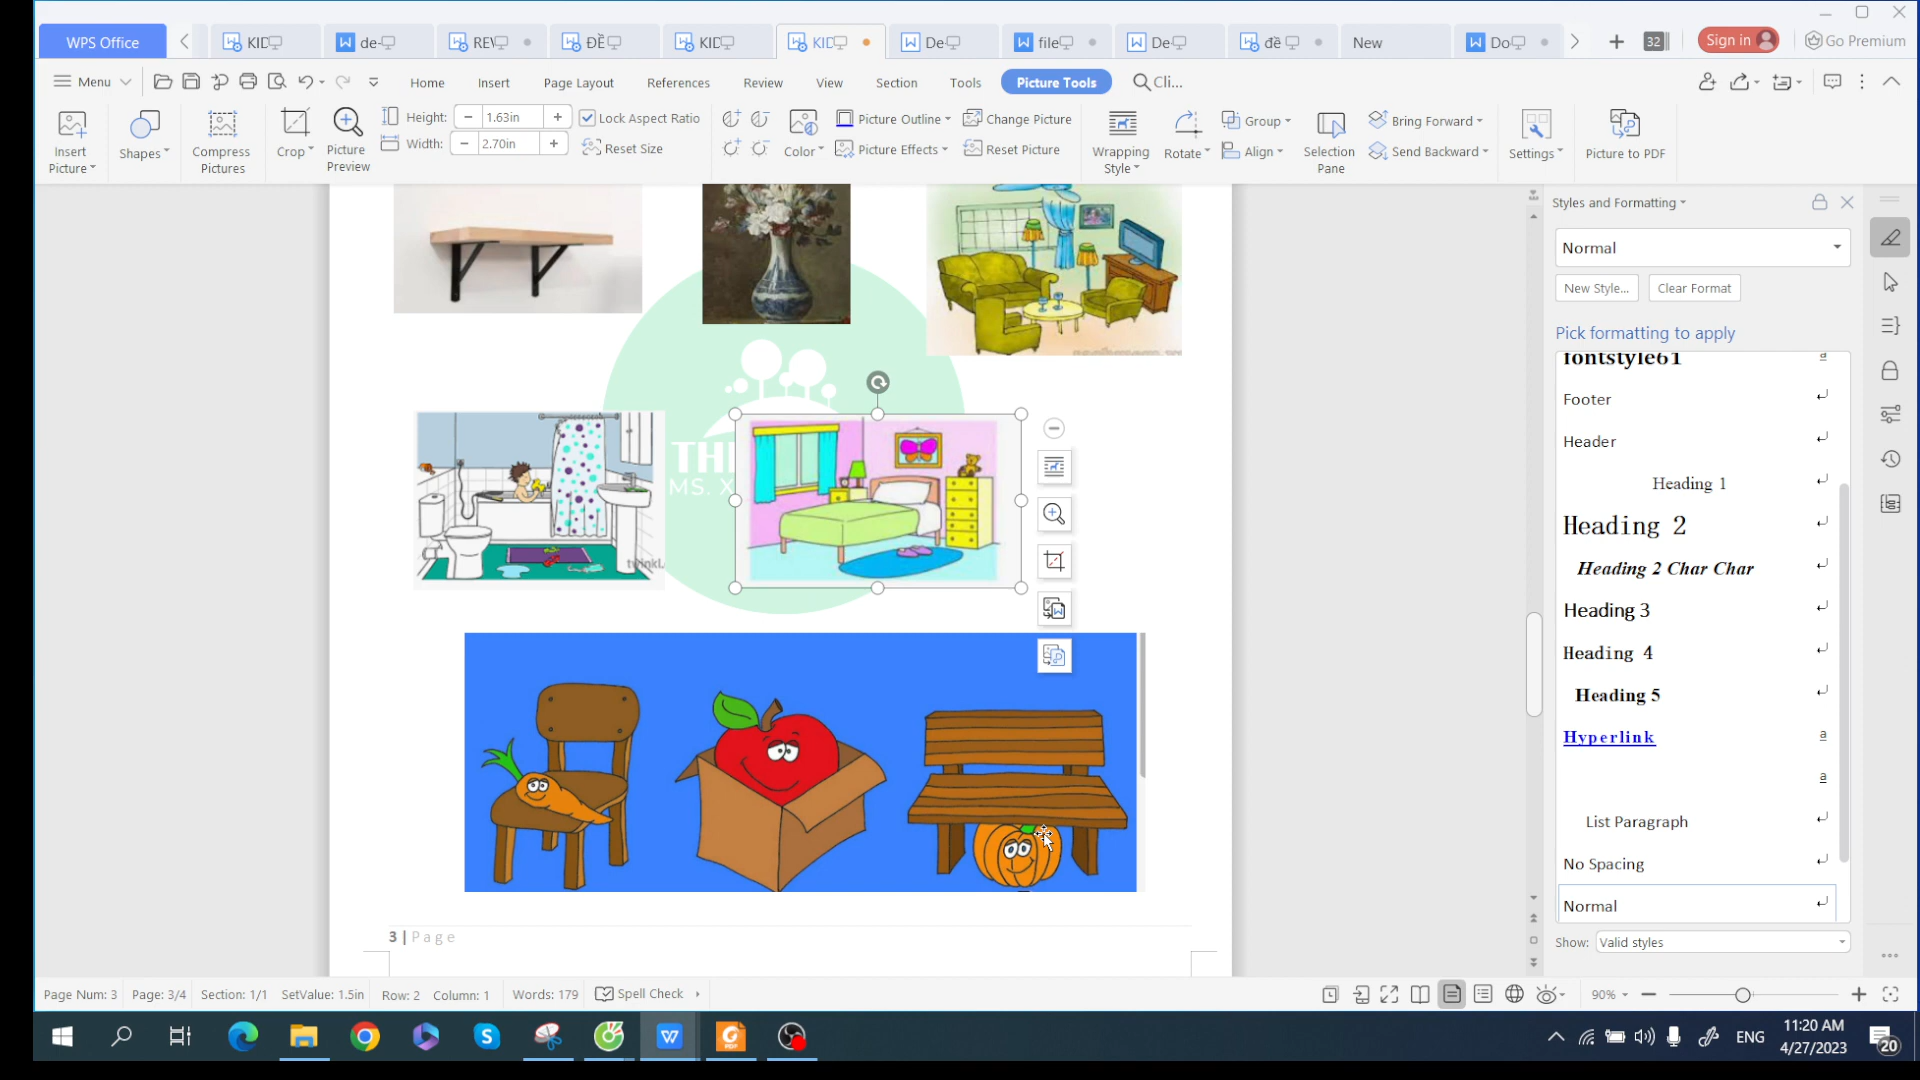 WPS Office
KID
de-
REV
ĐỀ
KID
KID
De
file
De
đề
New
Do
32
Sign in
Go Premium
Menu
Home
Insert
Page Layout
References
Review
View
Section
Tools
Picture Tools
Cli...
Insert Picture
Shapes
Compress Pictures
Crop
Picture Preview
Height: 1.63in
Width: 2.70in
Lock Aspect Ratio
Reset Size
Color
Picture Outline
Picture Effects
Change Picture
Reset Picture
Wrapping Style
Rotate
Group
Align
Selection Pane
Bring Forward
Send Backward
Settings
Picture to PDF
Styles and Formatting
Normal
New Style...
Clear Format
Pick formatting to apply
fontstyle61
Footer
Header
Heading 1
Heading 2
Heading 2 Char Char
Heading 3
Heading 4
Heading 5
Hyperlink
List Paragraph
No Spacing
Normal
Show: Valid styles
MS. X
twinkl.
3 | Page
Page Num: 3
Page: 3/4
Section: 1/1
SetValue: 1.5in
Row: 2
Column: 1
Words: 179
Spell Check
90%
ENG
11:20 AM
4/27/2023
20